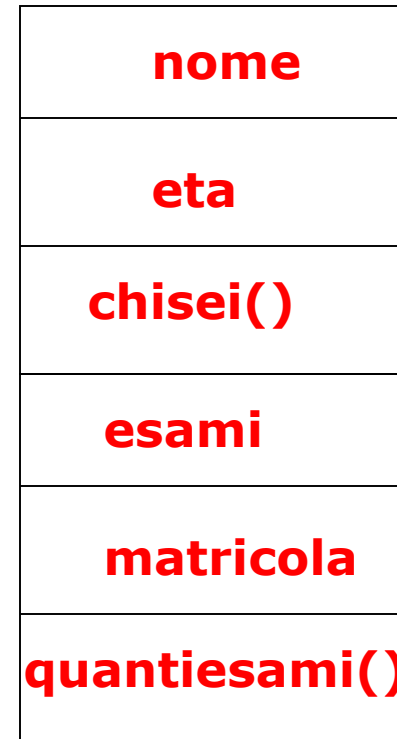 nome
eta
chisei()
esami
matricola
quantiesami()